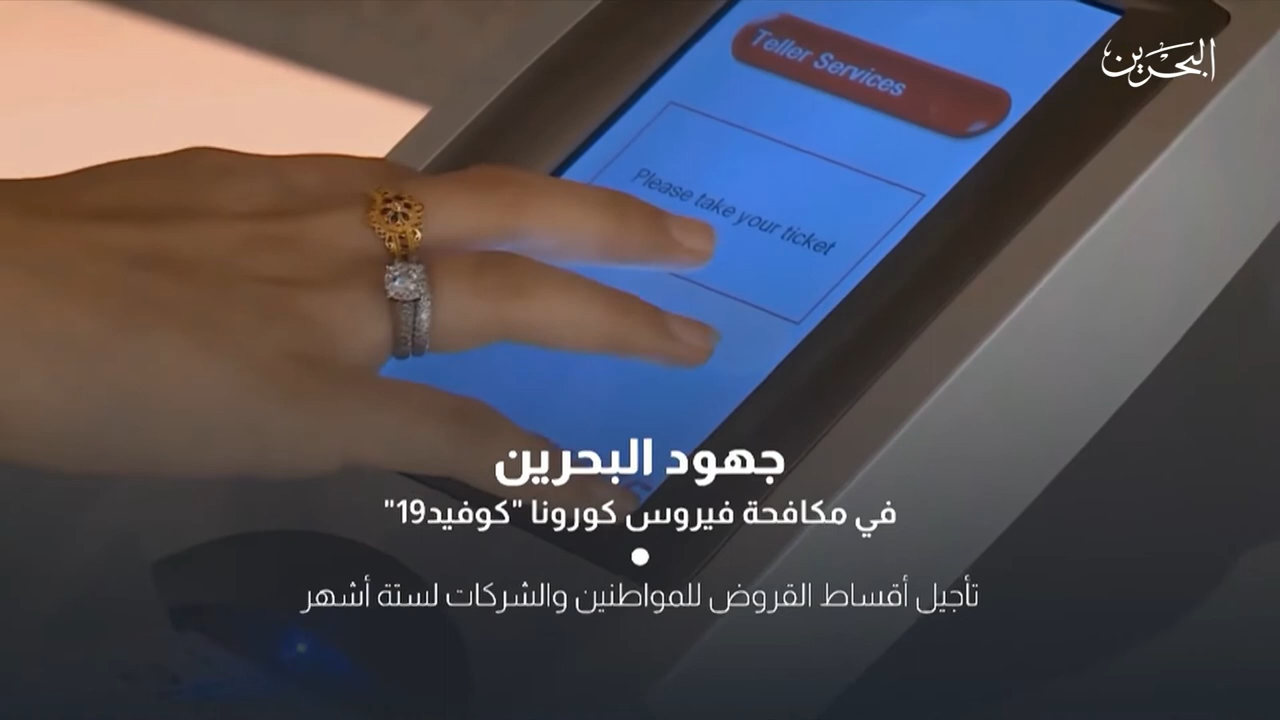 البحرين
Teller Services
Please take your ticket
جهود البحرين
في مكافحة فيروس كورونا "كوفيد19"
تأجيل أقساط القروض للمواطنين والشركات لستة أشهر